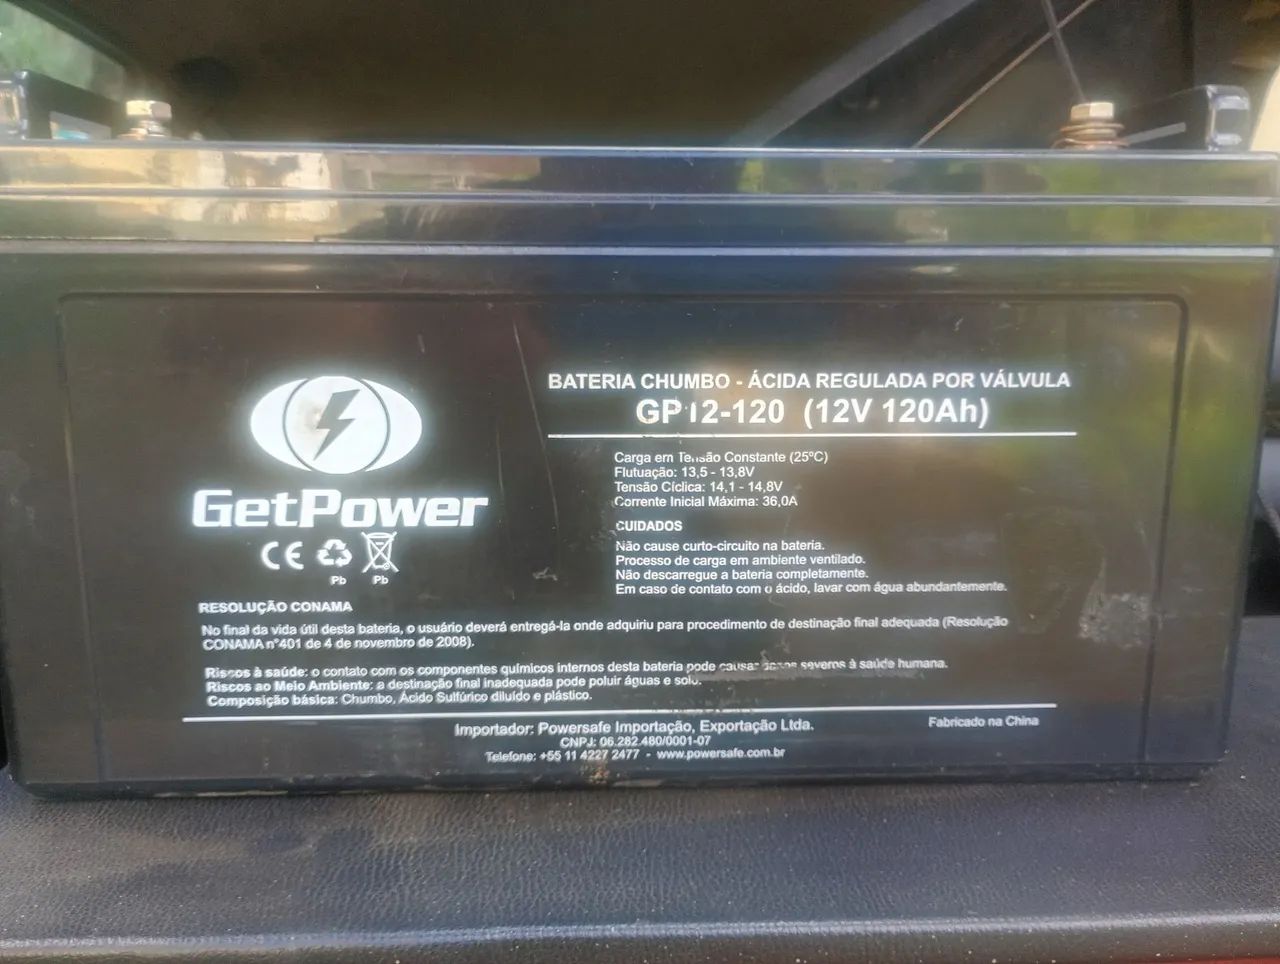 BATERIA CHUMBO - ÁCIDA REGULADA POR VÁLVULA
GP12-120 (12V 120Ah)
Carga em Tensão Constante (25ºC)
Flutuação: 13,5 - 13,8V
Tensão Cíclica: 14,1 - 14,8V
Corrente Inicial Máxima: 36,0A
CUIDADOS
Não cause curto-circuito na bateria.
Processo de carga em ambiente ventilado.
Não descarregue a bateria completamente.
Em caso de contato com o ácido, lavar com água abundantemente.
GetPower
CE
Pb Pb
RESOLUÇÃO CONAMA
No final da vida útil desta bateria, o usuário deverá entregá-la onde adquiriu para procedimento de destinação final adequada (Resolução
CONAMA nº401 de 4 de novembro de 2008).
Riscos à saúde: o contato com os componentes químicos internos desta bateria pode causar danos severos à saúde humana.
Riscos ao Meio Ambiente: a destinação final inadequada pode poluir águas e solo.
Composição básica: Chumbo, Ácido Sulfúrico diluído e plástico.
Importador: Powersafe Importação, Exportação Ltda.
Fabricado na China
CNPJ: 06.282.480/0001-07
Telefone: +55 11 4227 2477 - www.powersafe.com.br